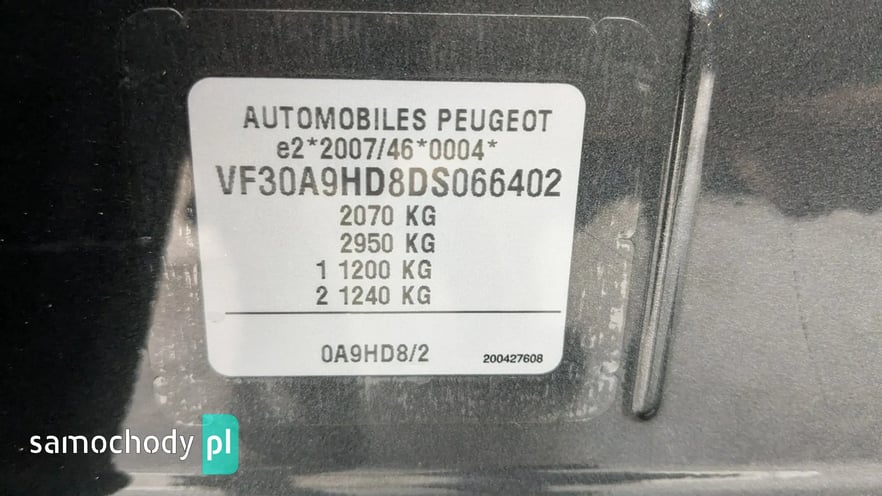 AUTOMOBILES PEUGEOT
e2*2007/46*0004*
VF30A9HD8DS066402
2070 KG
2950 KG
1 1200 KG
2 1240 KG
0A9HD8/2
200427608
samochody pl